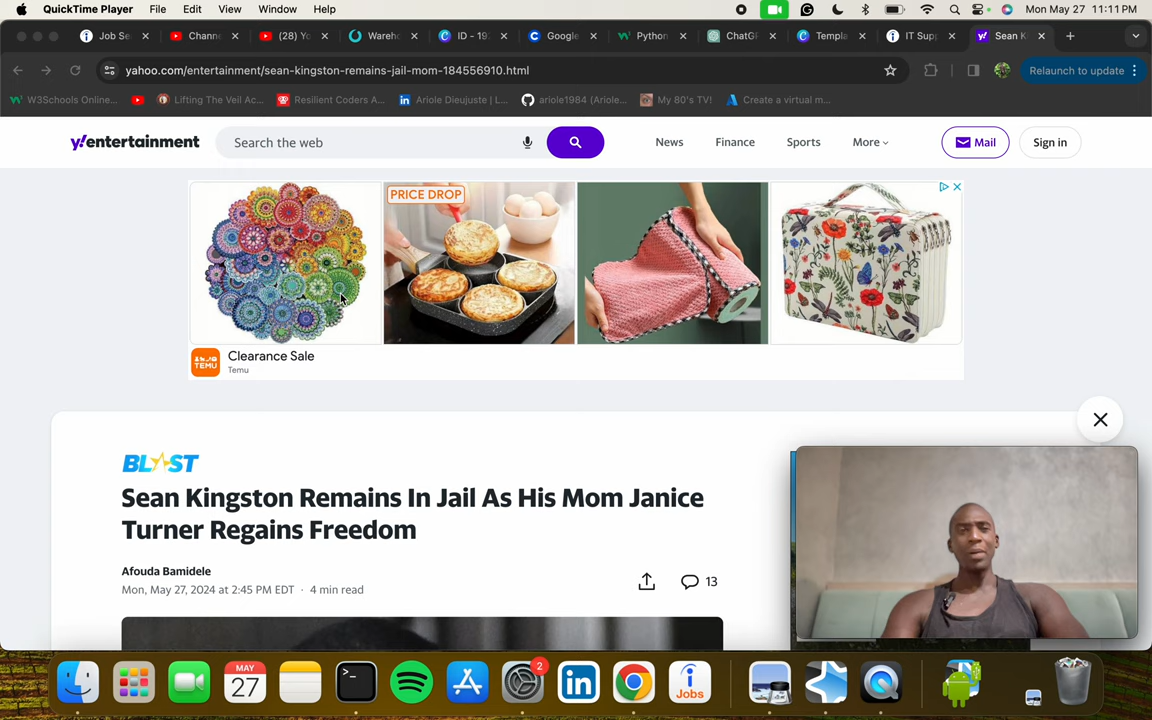 QuickTime Player File Edit View Window Help Mon May 27 11:11 PM
Job Se Chann (28) Yo Wareh ID - 19 Google Python ChatGP Templa IT Supp Sean K
yahoo.com/entertainment/sean-kingston-remains-jail-mom-184556910.html Relaunch to update
W3Schools Online... Lifting The Veil Ac... Resilient Coders A... Ariole Dieujuste | L... ariole1984 (Ariole... My 80's TV! Create a virtual m...
y!entertainment Search the web News Finance Sports More Mail Sign in
PRICE DROP
TEMU
Clearance Sale
Temu
BLAST
Sean Kingston Remains In Jail As His Mom Janice
Turner Regains Freedom
Afouda Bamidele
Mon, May 27, 2024 at 2:45 PM EDT · 4 min read
13
MAY
27
2
Jobs